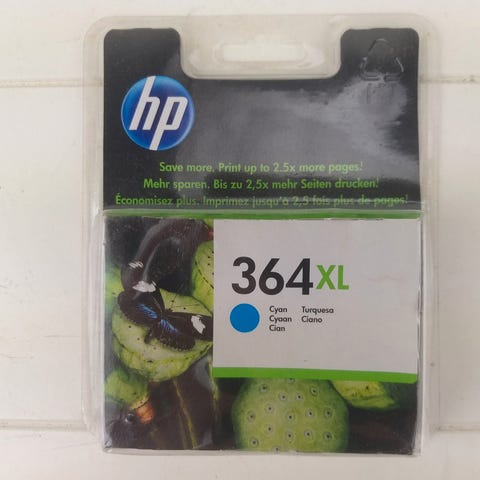 hp
Save more. Print up to 2.5x more pages!
Mehr sparen. Bis zu 2,5x mehr Seiten drucken!
Économisez plus. Imprimez jusqu'à 2,5 fois plus de pages!
364XL
Cyan Turquesa
Cyaan Ciano
Cian